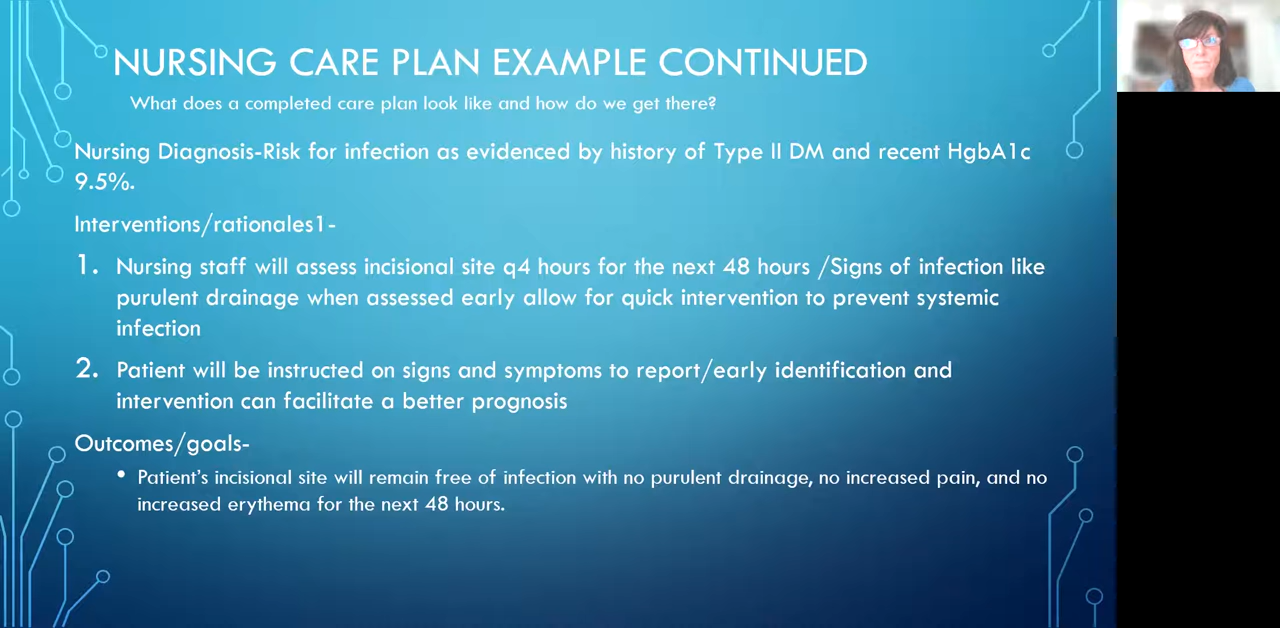 NURSING CARE PLAN EXAMPLE CONTINUED
What does a completed care plan look like and how do we get there?
Nursing Diagnosis-Risk for infection as evidenced by history of Type II DM and recent HgbA1c
9.5%.
Interventions/rationales1-
1. Nursing staff will assess incisional site q4 hours for the next 48 hours /Signs of infection like
purulent drainage when assessed early allow for quick intervention to prevent systemic
infection
2. Patient will be instructed on signs and symptoms to report/early identification and
intervention can facilitate a better prognosis
Outcomes/goals-
• Patient's incisional site will remain free of infection with no purulent drainage, no increased pain, and no
increased erythema for the next 48 hours.